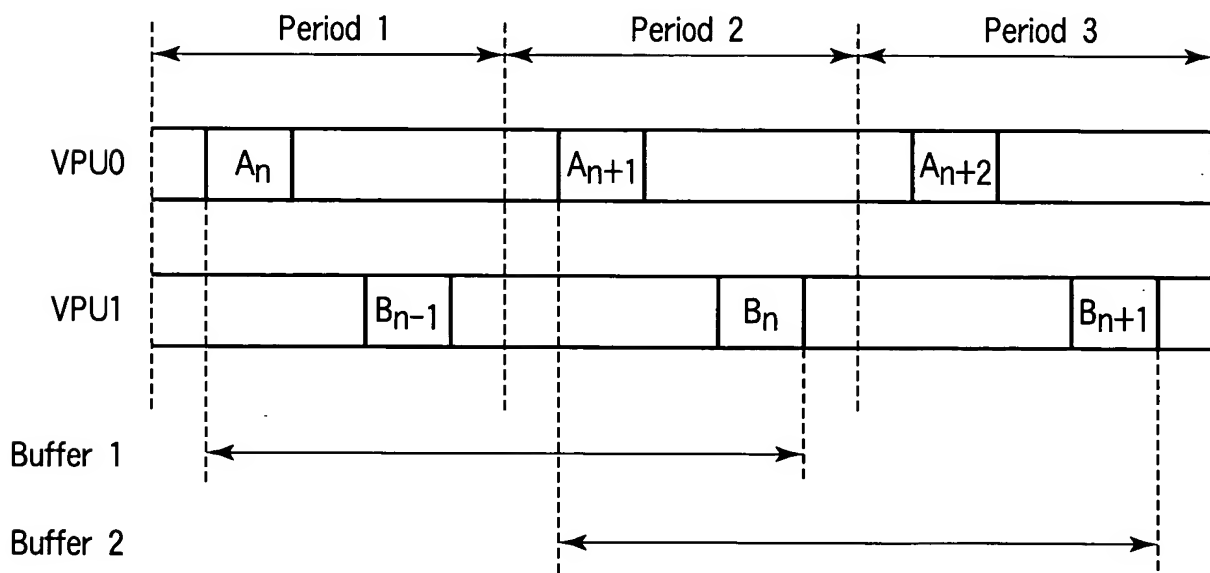 Period 1 Period 2 Period 3
VPU0 Aₙ Aₙ₊₁ Aₙ₊₂
VPU1 Bₙ₋₁ Bₙ Bₙ₊₁
Buffer 1
Buffer 2